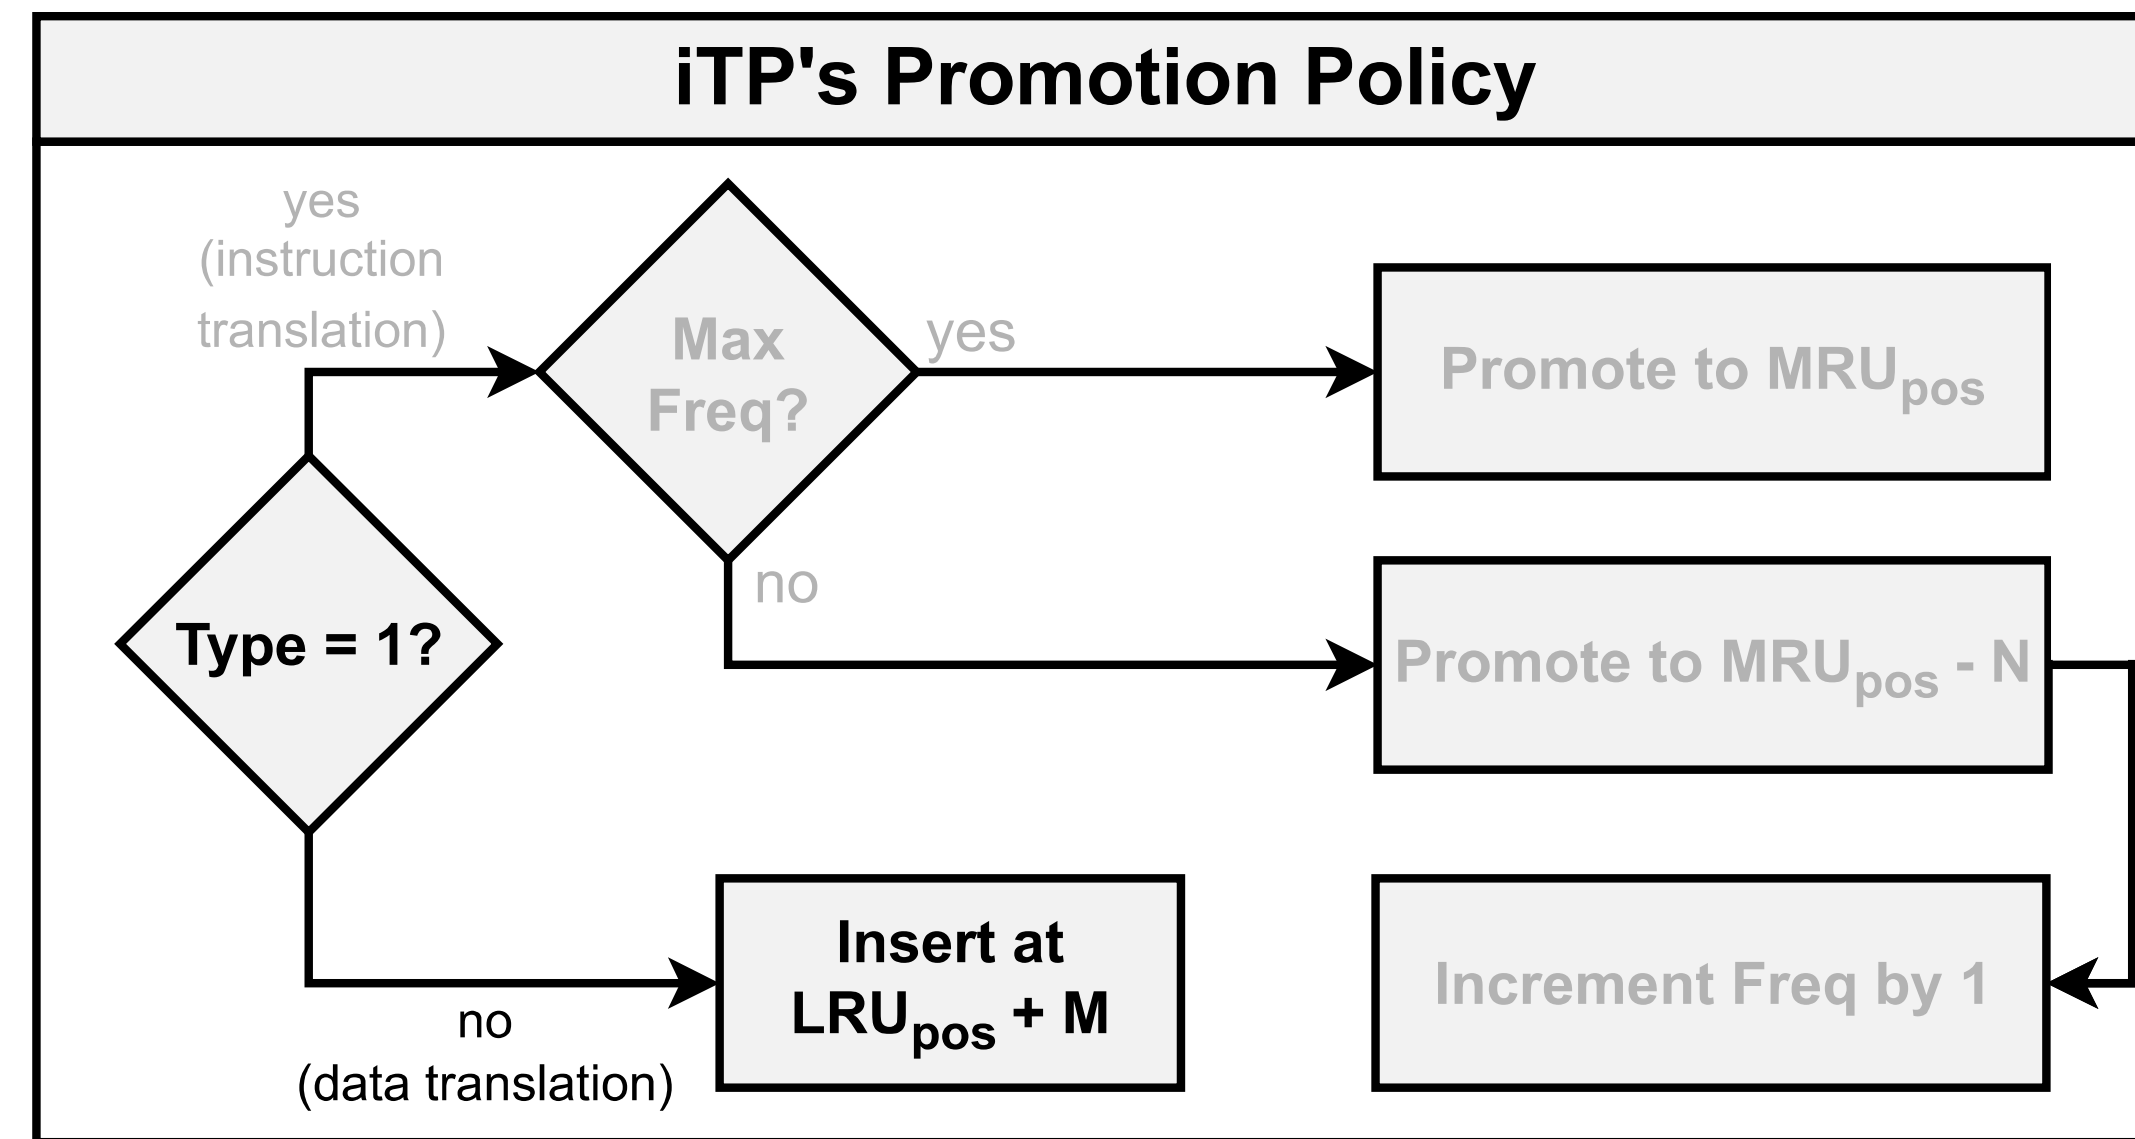 iTP's Promotion Policy
yes
(instruction
translation)
Max
Freq?
yes
Promote to MRUpos
no
Promote to MRUpos - N
Type = 1?
Insert at
LRUpos + M
Increment Freq by 1
no
(data translation)